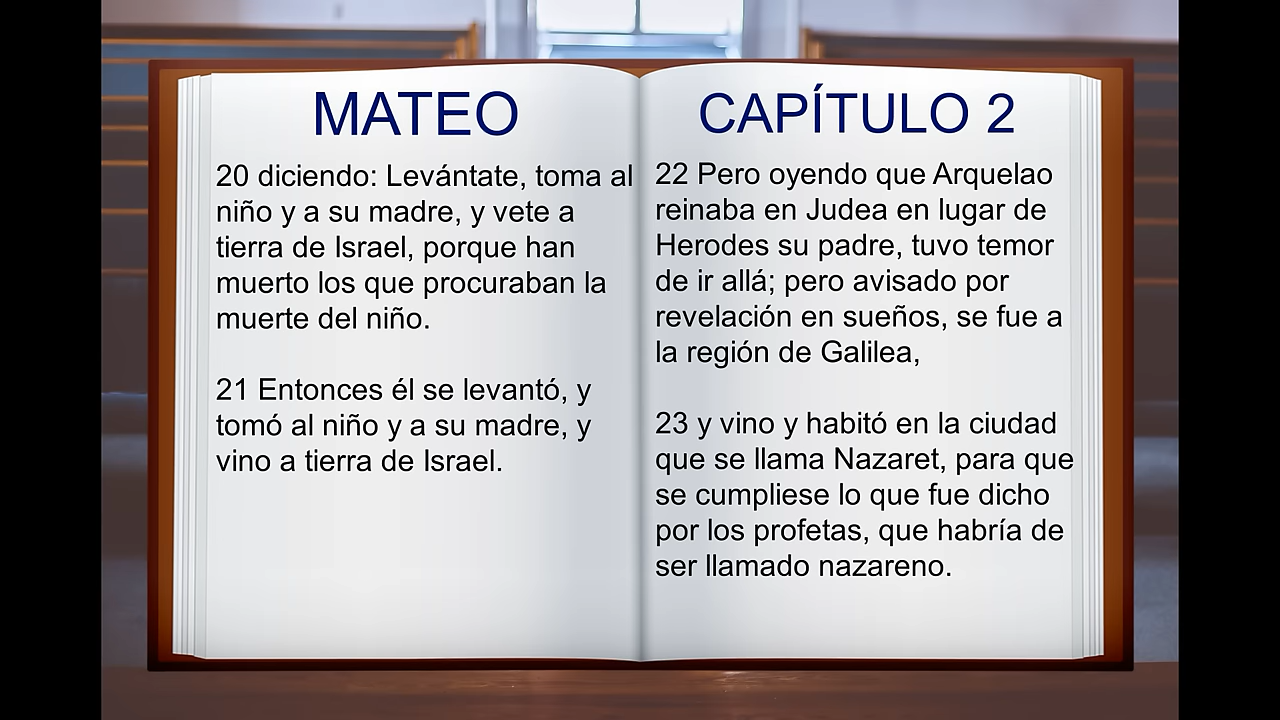 MATEO
20 diciendo: Levántate, toma al
niño y a su madre, y vete a
tierra de Israel, porque han
muerto los que procuraban la
muerte del niño.
21 Entonces él se levantó, y
tomó al niño y a su madre, y
vino a tierra de Israel.
CAPÍTULO 2
22 Pero oyendo que Arquelao
reinaba en Judea en lugar de
Herodes su padre, tuvo temor
de ir allá; pero avisado por
revelación en sueños, se fue a
la región de Galilea,
23 y vino y habitó en la ciudad
que se llama Nazaret, para que
se cumpliese lo que fue dicho
por los profetas, que habría de
ser llamado nazareno.